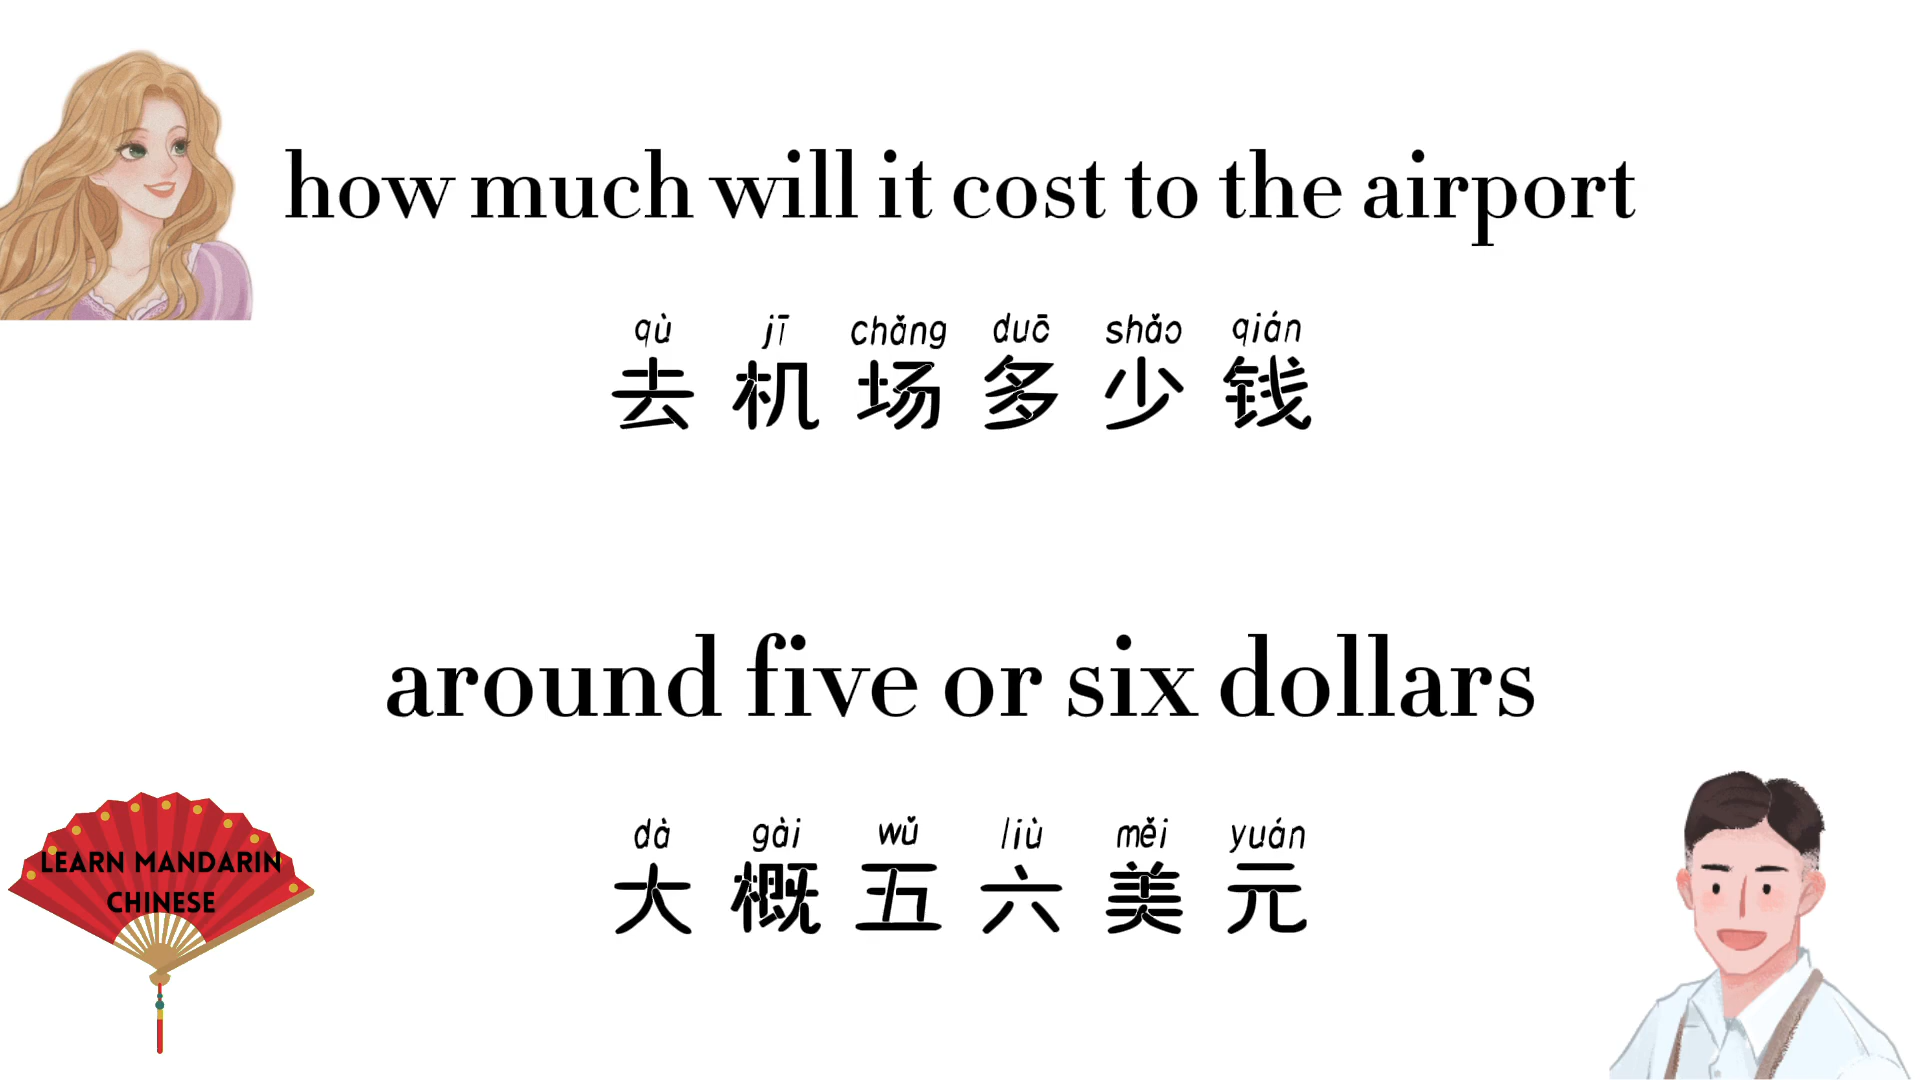 how much will it cost to the airport
qù jī chǎng duō shǎo qián
去机场多少钱
around five or six dollars
dà gài wǔ liù měi yuán
大概五六美元
LEARN MANDARIN
CHINESE